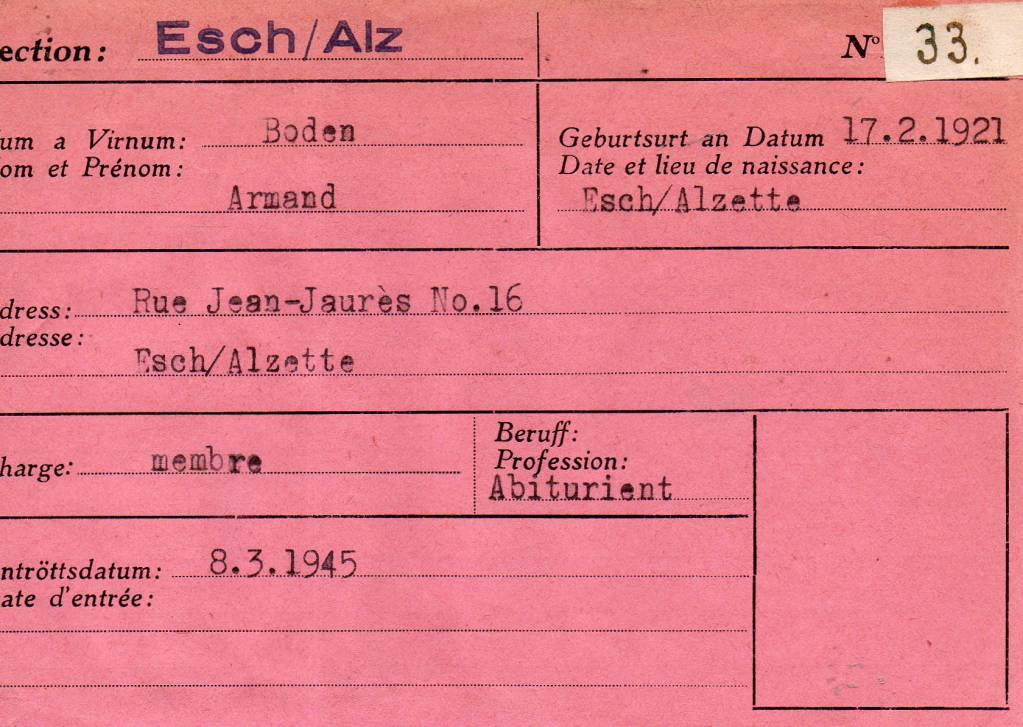 ection: Esch/Alz Nº 33.
um a Virnum: Boden
om et Prénom:
Armand
Geburtsurt an Datum 17.2.1921
Date et lieu de naissance:
Esch/Alzette
dress: Rue Jean-Jaurès No.16
dresse:
Esch/Alzette
harge: membre
Beruff:
Profession:
Abiturient
ntröttsdatum: 8.3.1945
ate d'entrée: